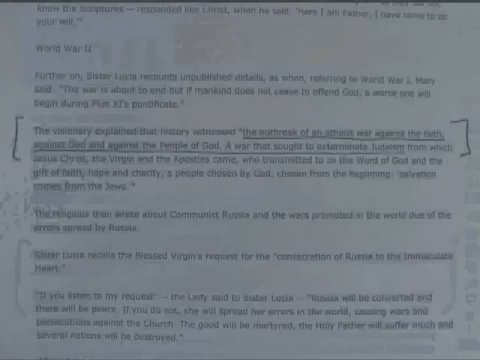 know the Scriptures — responded like Christ, when he said: 'Here I am Father, I have come to do
your will.'"
World War II
Further on, Sister Lucia recounts unpublished details, as when, referring to World War I, Mary
said: "The war is about to end but if mankind does not cease to offend God, a worse one will
begin during Pius XI's pontificate."
The visionary explained that history witnessed "the outbreak of an atheist war against the faith,
against God and against the People of God. A war that sought to exterminate Judaism from which
Jesus Christ, the Virgin and the Apostles came, who transmitted to us the Word of God and the
gift of faith, hope and charity, a people chosen by God, chosen from the beginning: 'salvation
comes from the Jews.'"
The religious then wrote about Communist Russia and the wars promoted in the world due of the
errors spread by Russia.
Sister Lucia recalls the Blessed Virgin's request for the "consecration of Russia to the Immaculate
Heart."
"If you listen to my request" — the Lady said to Sister Lucia — "Russia will be converted and
there will be peace. If you do not, she will spread her errors in the world, causing wars and
persecutions against the Church. The good will be martyred, the Holy Father will suffer much and
several nations will be destroyed."